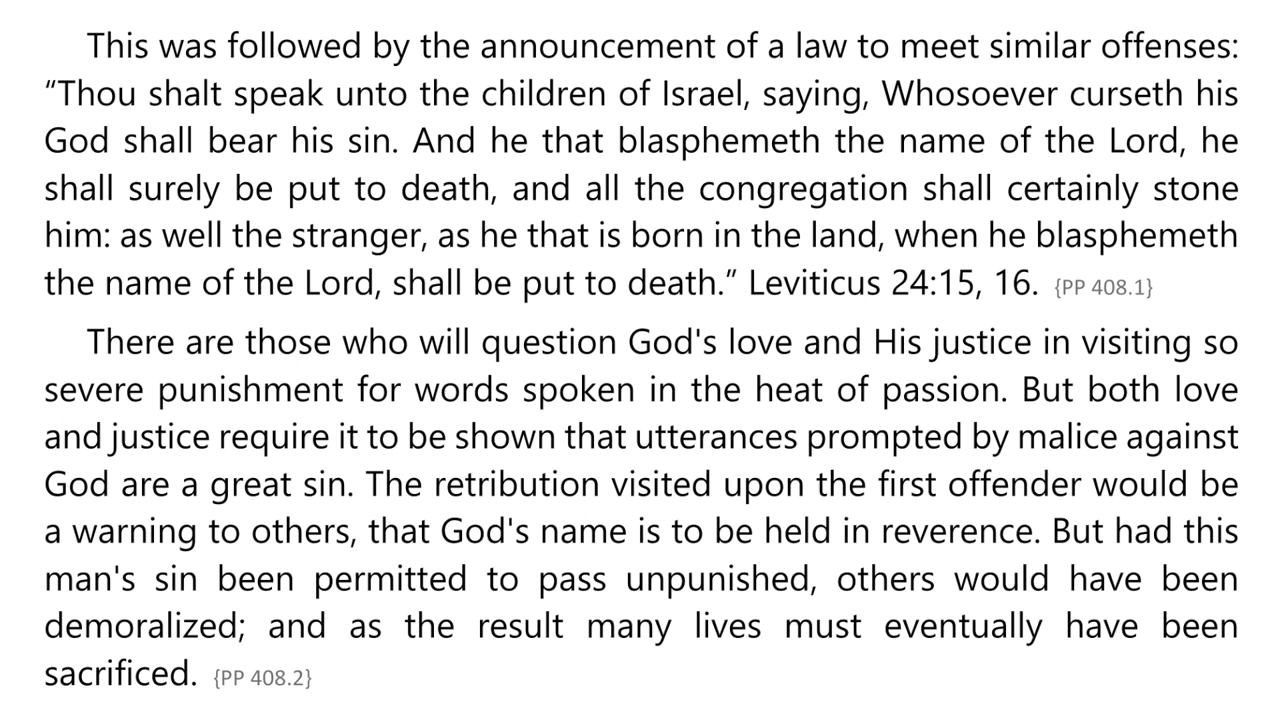 This was followed by the announcement of a law to meet similar offenses:
“Thou shalt speak unto the children of Israel, saying, Whosoever curseth his
God shall bear his sin. And he that blasphemeth the name of the Lord, he
shall surely be put to death, and all the congregation shall certainly stone
him: as well the stranger, as he that is born in the land, when he blasphemeth
the name of the Lord, shall be put to death.” Leviticus 24:15, 16. {PP 408.1}
There are those who will question God's love and His justice in visiting so
severe punishment for words spoken in the heat of passion. But both love
and justice require it to be shown that utterances prompted by malice against
God are a great sin. The retribution visited upon the first offender would be
a warning to others, that God's name is to be held in reverence. But had this
man's sin been permitted to pass unpunished, others would have been
demoralized; and as the result many lives must eventually have been
sacrificed. {PP 408.2}